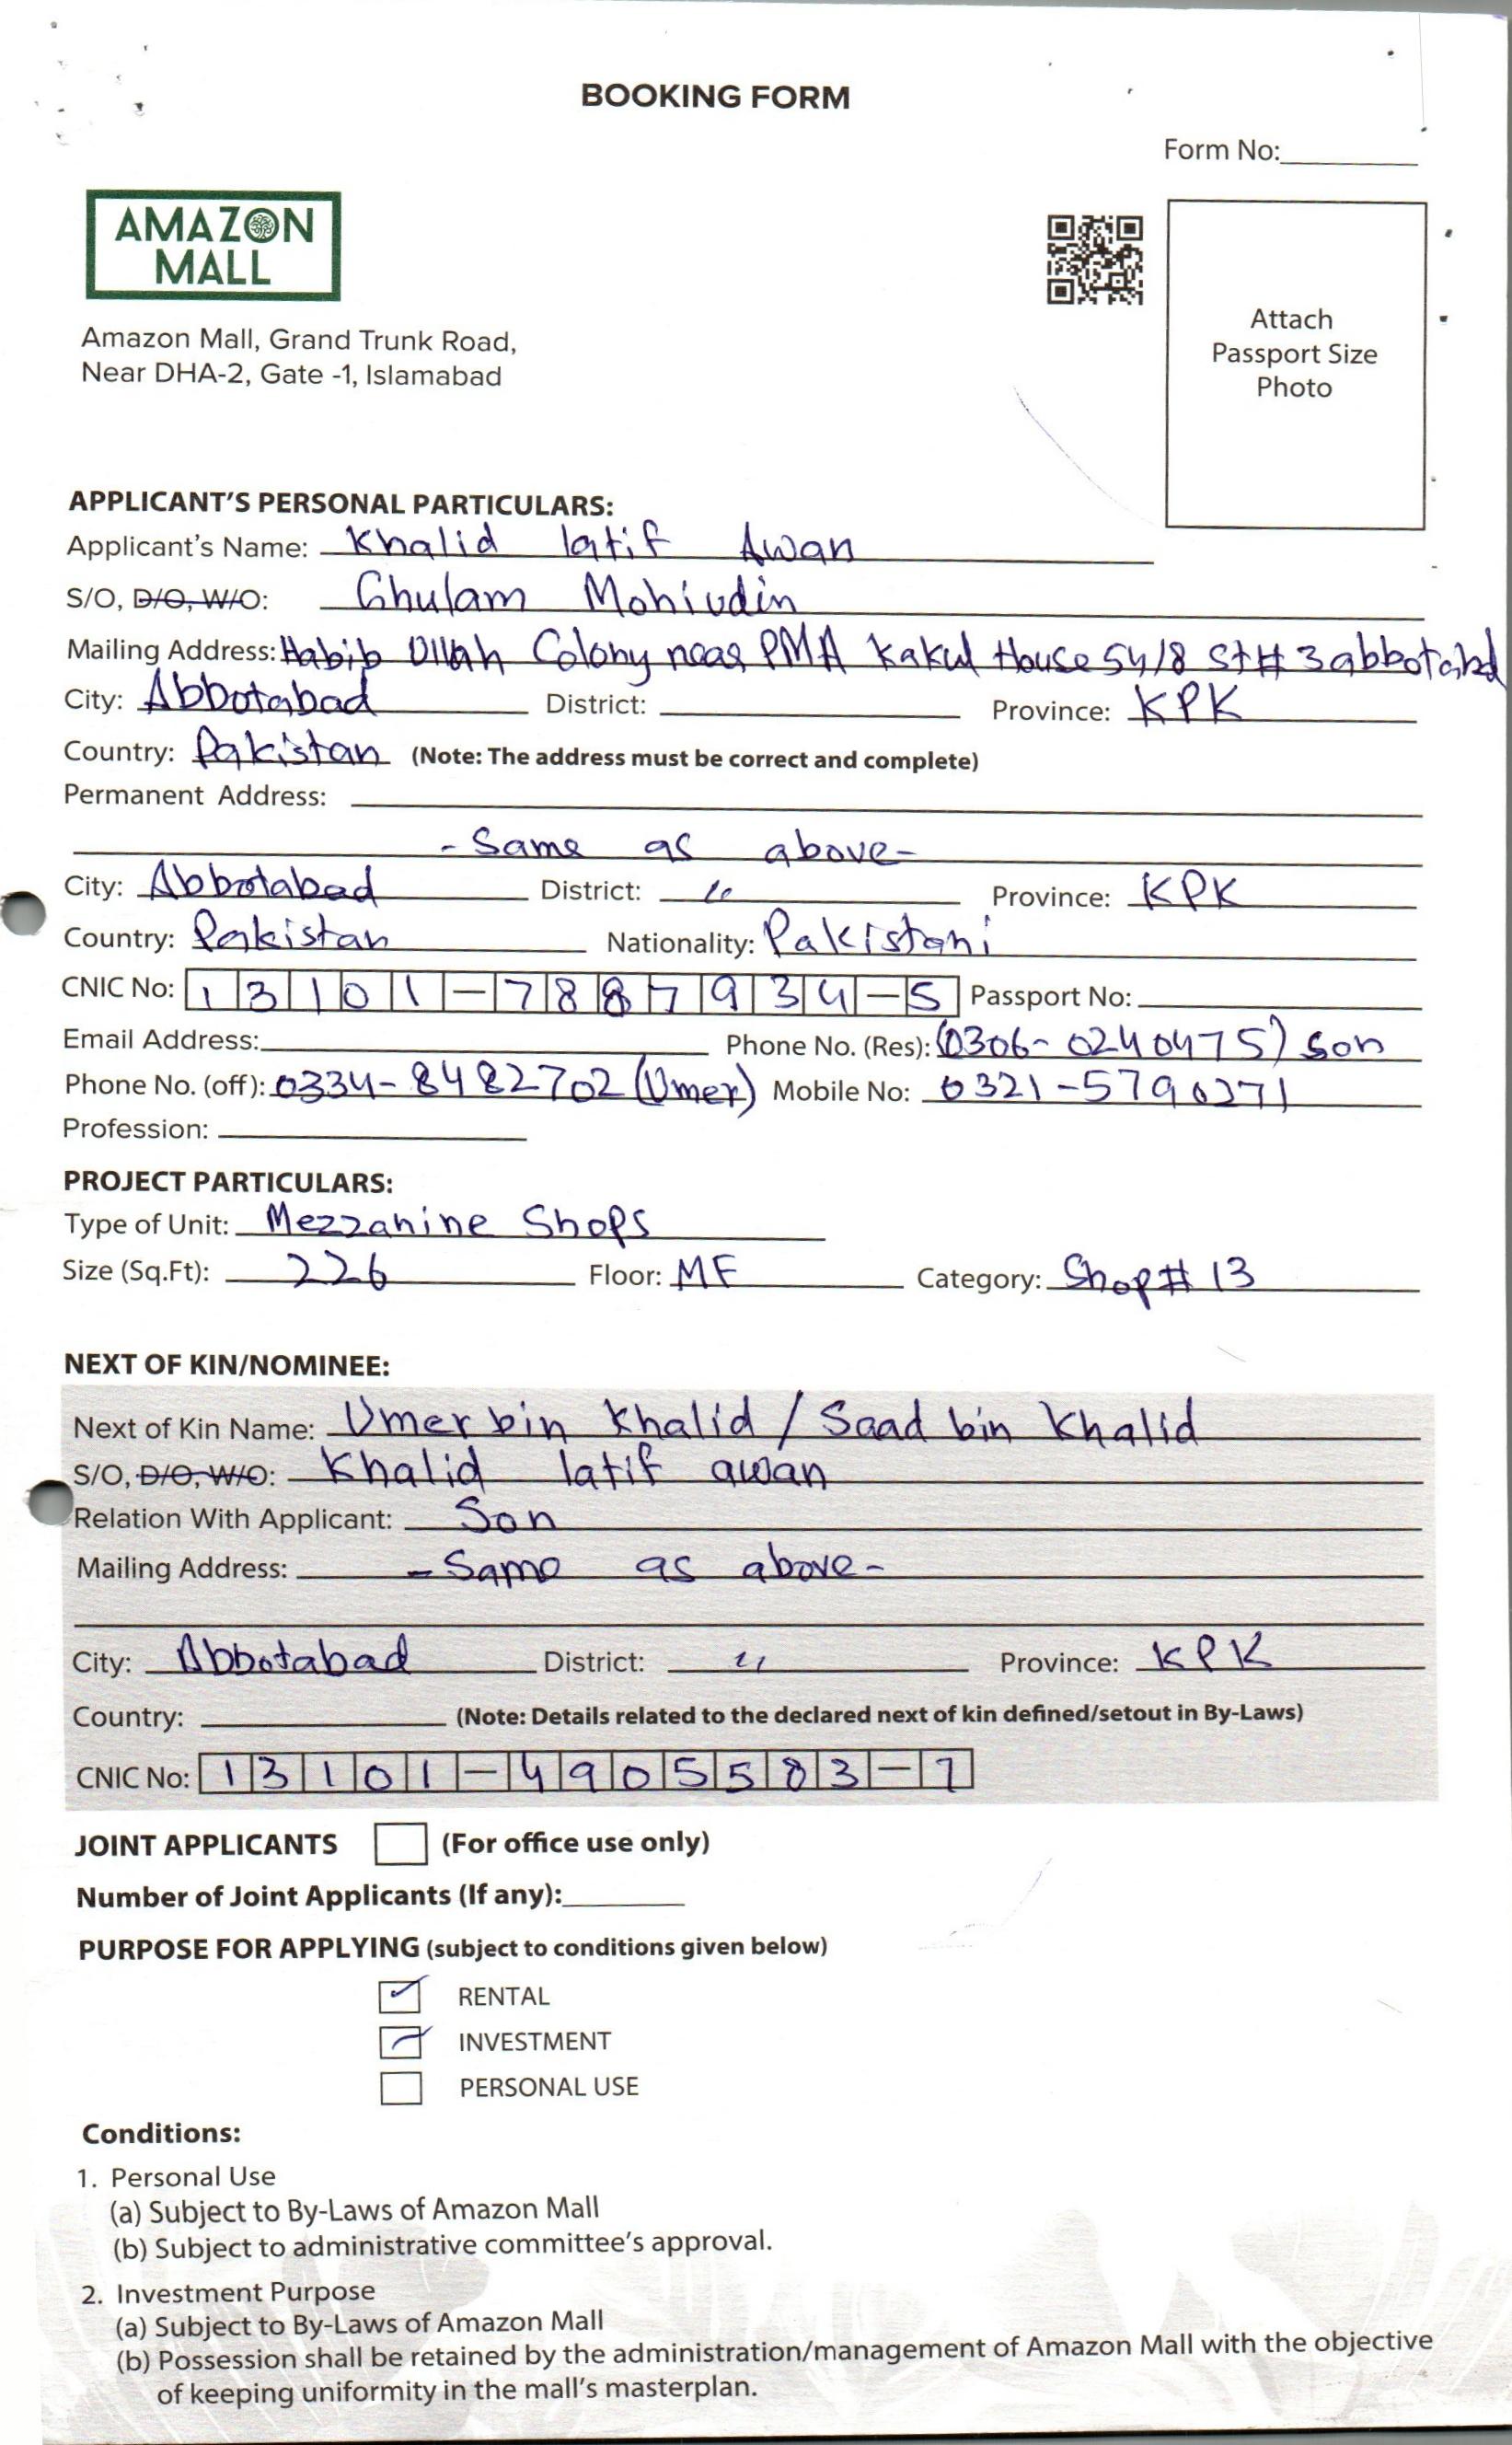 BOOKING FORM
Form No:
AMAZON
MALL
Amazon Mall, Grand Trunk Road,
Near DHA-2, Gate -1, Islamabad
Attach
Passport Size
Photo
APPLICANT'S PERSONAL PARTICULARS:
Applicant's Name: Khalid latif Awan
S/O, D/O, W/O: Ghulam Mohiudin
Mailing Address: Habib Ullah Colony near PMA Kakul House 54/8 St# 3 abbotabd
City: Abbotabad District: Province: KPK
Country: Pakistan (Note: The address must be correct and complete)
Permanent Address:
- Same as above -
City: Abbotabad District: " Province: KPK
Country: Pakistan Nationality: Pakistani
CNIC No: 13101-7887934-5 Passport No:
Email Address: Phone No. (Res): (0306-0240475) son
Phone No. (off): 0334-8482702 (Umer) Mobile No: 0321-5790271
Profession:
PROJECT PARTICULARS:
Type of Unit: Mezzanine Shops
Size (Sq.Ft): 226 Floor: MF Category: Shop# 13
NEXT OF KIN/NOMINEE:
Next of Kin Name: Umer bin Khalid / Saad bin Khalid
S/O, D/O, W/O: Khalid latif awan
Relation With Applicant: Son
Mailing Address: - Same as above -
City: Abbotabad District: " Province: KPK
Country: (Note: Details related to the declared next of kin defined/setout in By-Laws)
CNIC No: 13101-4905583-7
JOINT APPLICANTS (For office use only)
Number of Joint Applicants (If any):
PURPOSE FOR APPLYING (subject to conditions given below)
RENTAL
INVESTMENT
PERSONAL USE
Conditions:
1. Personal Use
(a) Subject to By-Laws of Amazon Mall
(b) Subject to administrative committee's approval.
2. Investment Purpose
(a) Subject to By-Laws of Amazon Mall
(b) Possession shall be retained by the administration/management of Amazon Mall with the objective
of keeping uniformity in the mall's masterplan.